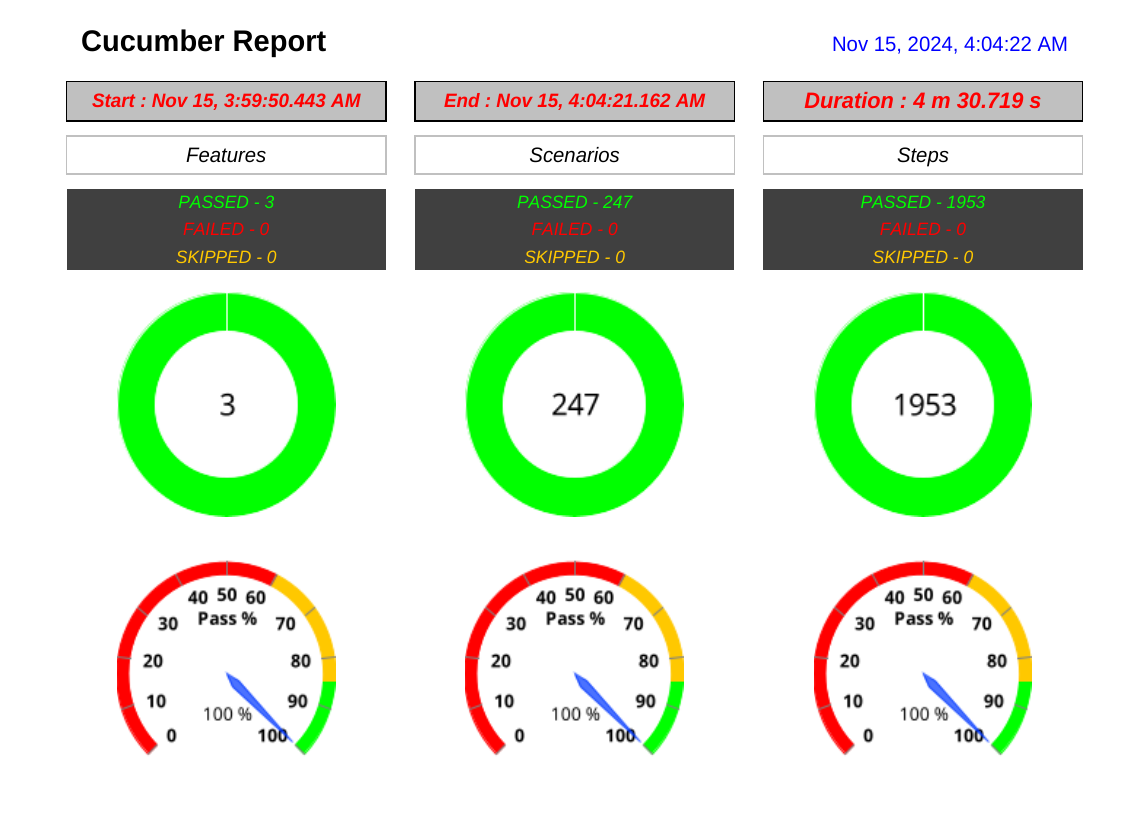 Cucumber Report
Nov 15, 2024, 4:04:22 AM
Start : Nov 15, 3:59:50.443 AM
End : Nov 15, 4:04:21.162 AM
Duration : 4 m 30.719 s
Features
Scenarios
Steps
PASSED - 3
FAILED - 0
SKIPPED - 0
PASSED - 247
FAILED - 0
SKIPPED - 0
PASSED - 1953
FAILED - 0
SKIPPED - 0
3
247
1953
40 50 60
Pass %
30 70
20 80
10 90
100 %
0 100
40 50 60
Pass %
30 70
20 80
10 90
100 %
0 100
40 50 60
Pass %
30 70
20 80
10 90
100 %
0 100